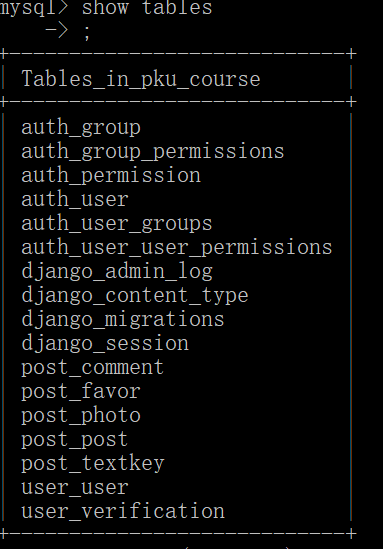 mysql> show tables
-> ;
Tables_in_pku_course
auth_group
auth_group_permissions
auth_permission
auth_user
auth_user_groups
auth_user_user_permissions
django_admin_log
django_content_type
django_migrations
django_session
post_comment
post_favor
post_photo
post_post
post_textkey
user_user
user_verification